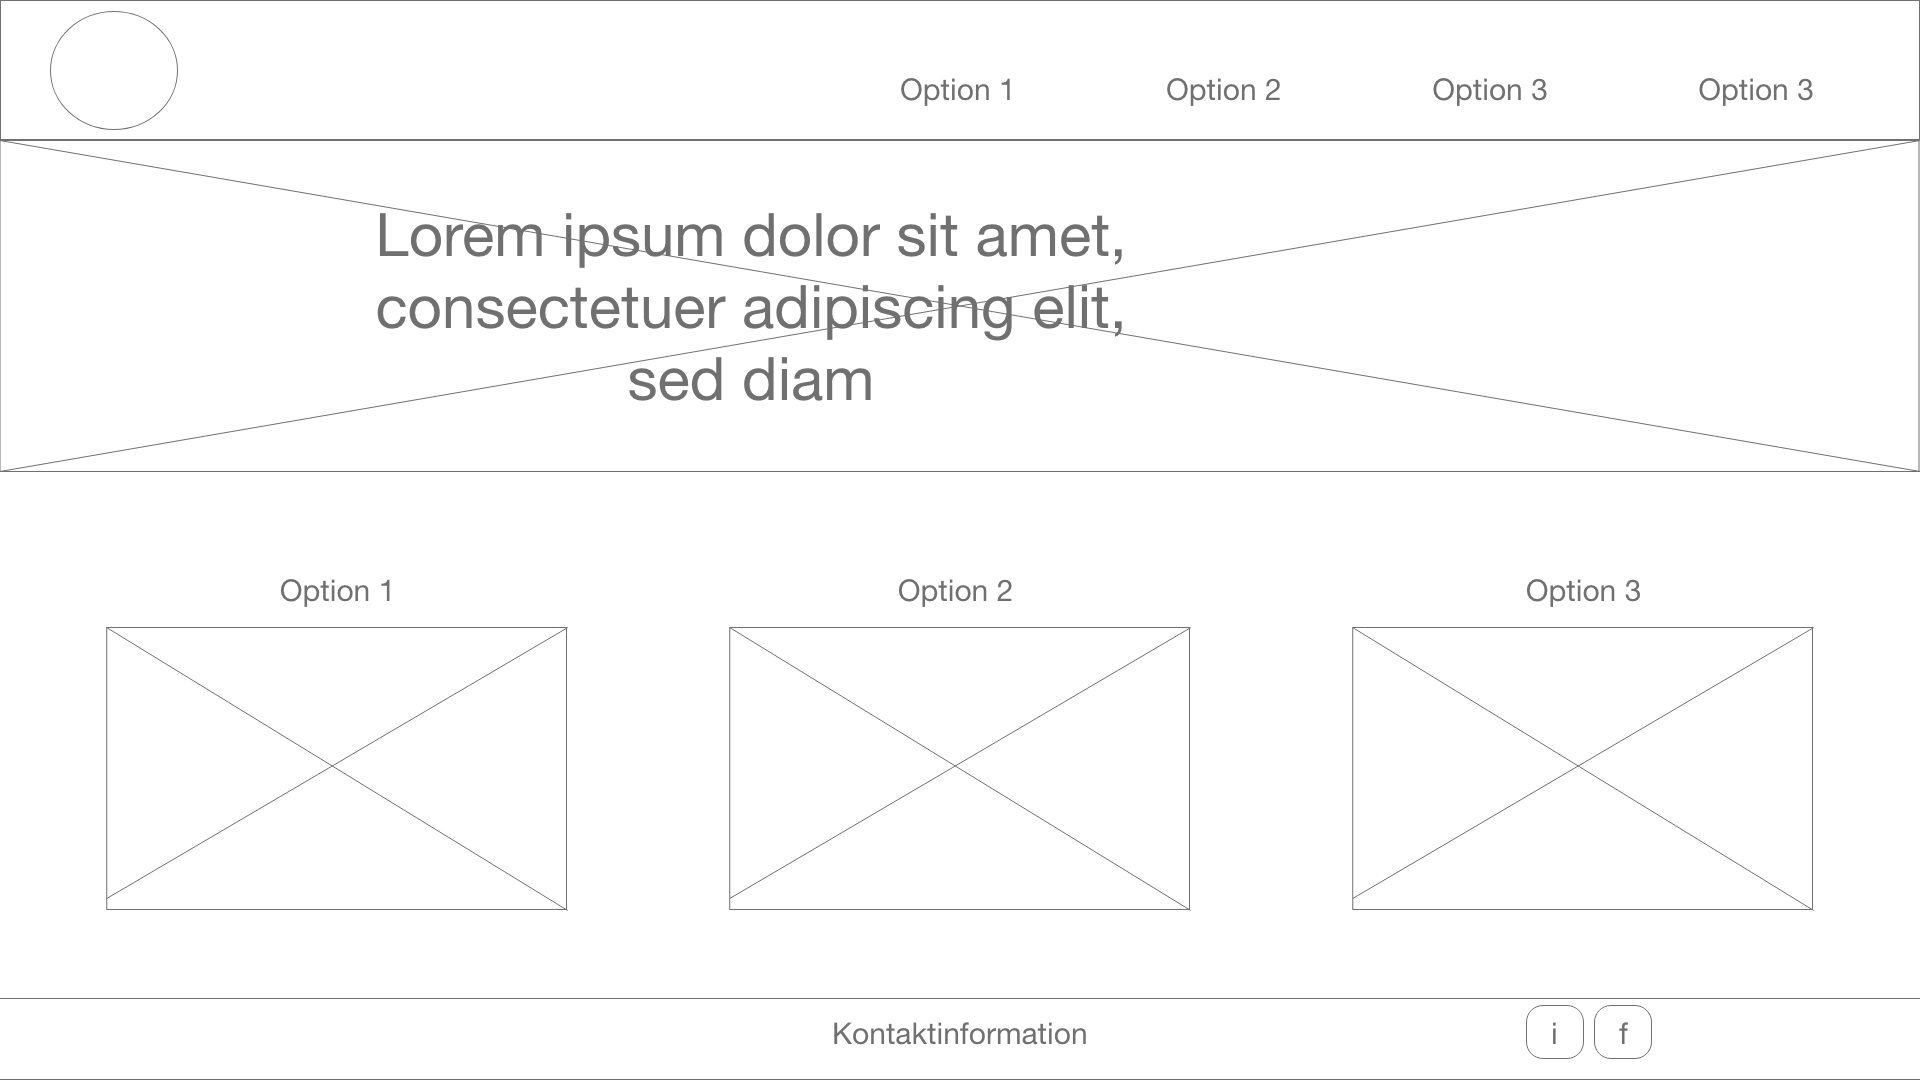 Option 1
Option 2
Option 3
Option 3
Lorem ipsum dolor sit amet,
consectetuer adipiscing elit,
sed diam
Option 1
Option 2
Option 3
Kontaktinformation
i
f